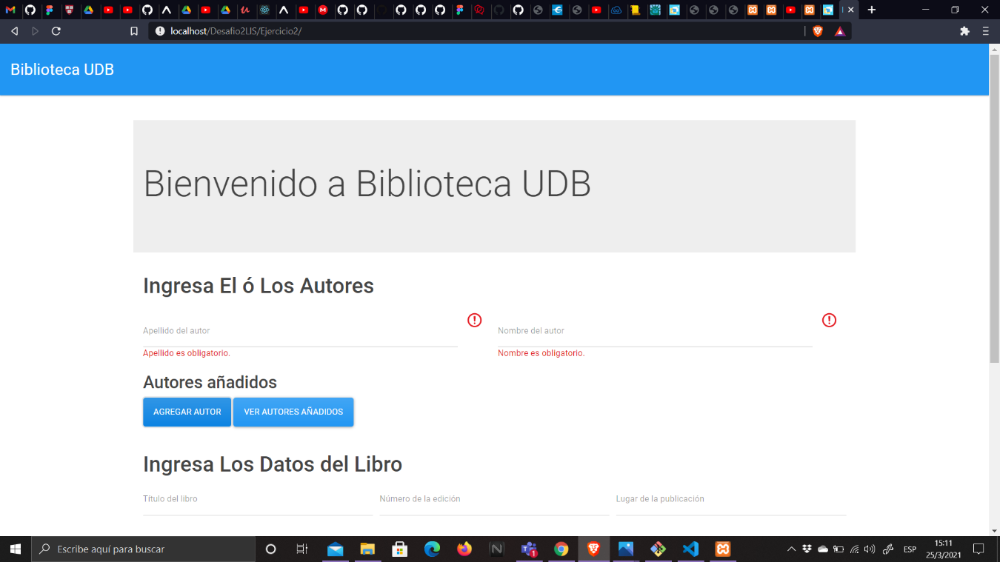 localhost/Desafio2LIS/Ejercicio2/
Biblioteca UDB
Bienvenido a Biblioteca UDB
Ingresa El ó Los Autores
Apellido del autor
Nombre del autor
Apellido es obligatorio.
Nombre es obligatorio.
Autores añadidos
AGREGAR AUTOR
VER AUTORES AÑADIDOS
Ingresa Los Datos del Libro
Título del libro
Número de la edición
Lugar de la publicación
Escribe aquí para buscar
1
ESP
15:11
25/3/2021